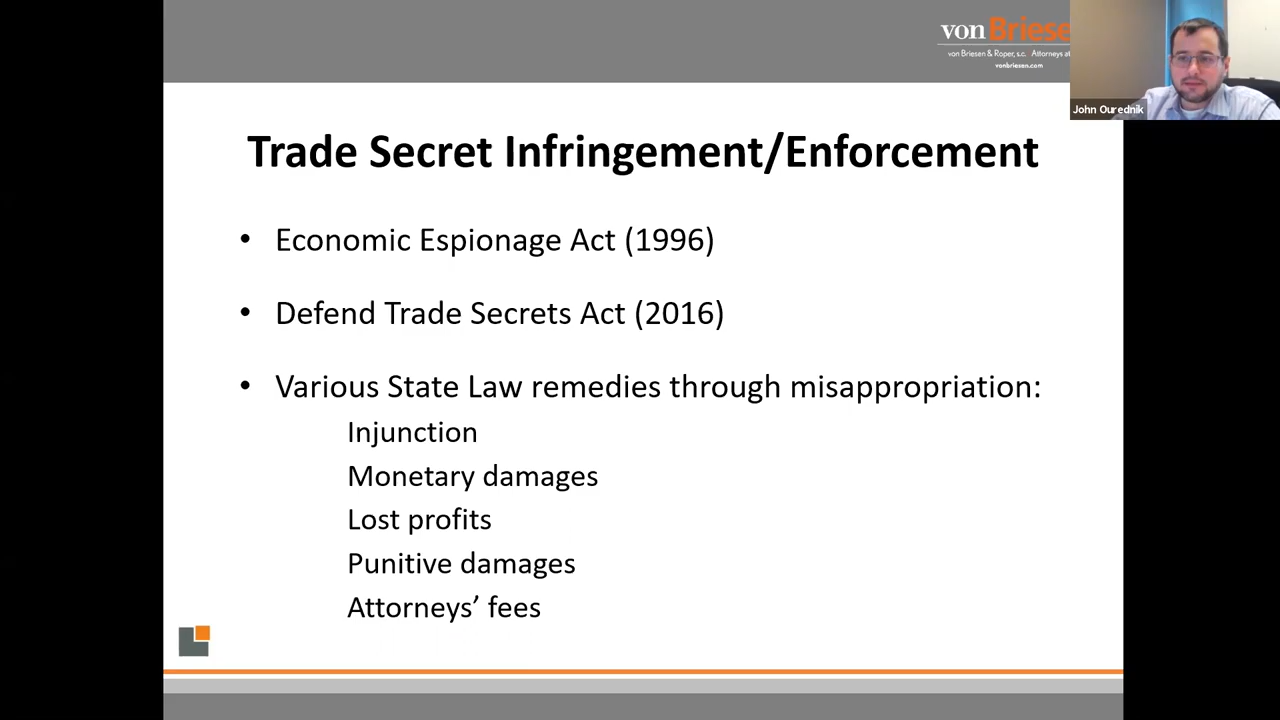 von Briese
von Briesen & Roper, s.c. Attorneys at
vonbriesen.com
John Ourednik
Trade Secret Infringement/Enforcement
• Economic Espionage Act (1996)
• Defend Trade Secrets Act (2016)
• Various State Law remedies through misappropriation:
Injunction
Monetary damages
Lost profits
Punitive damages
Attorneys’ fees